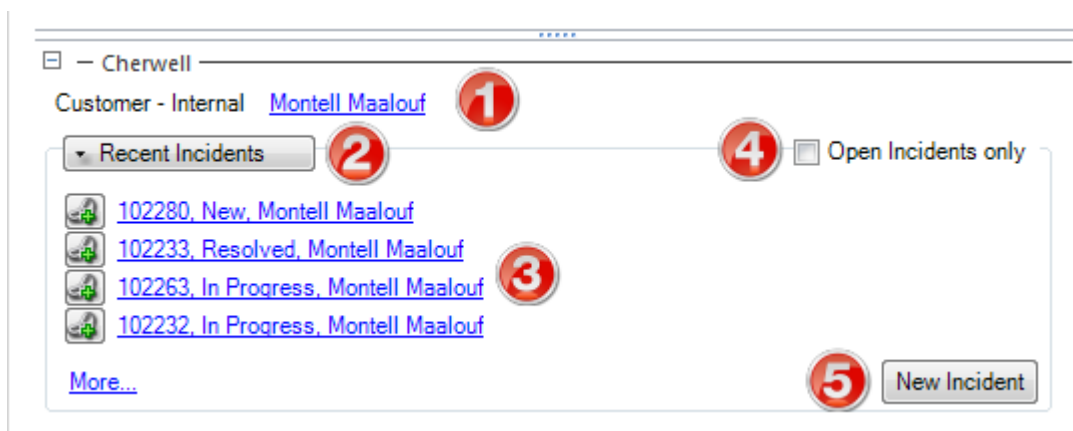 Cherwell
Customer - Internal Montell Maalouf 1
Recent Incidents 2 4 Open Incidents only
102280, New, Montell Maalouf
102233, Resolved, Montell Maalouf
3
102263, In Progress, Montell Maalouf
102232, In Progress, Montell Maalouf
More... 5 New Incident